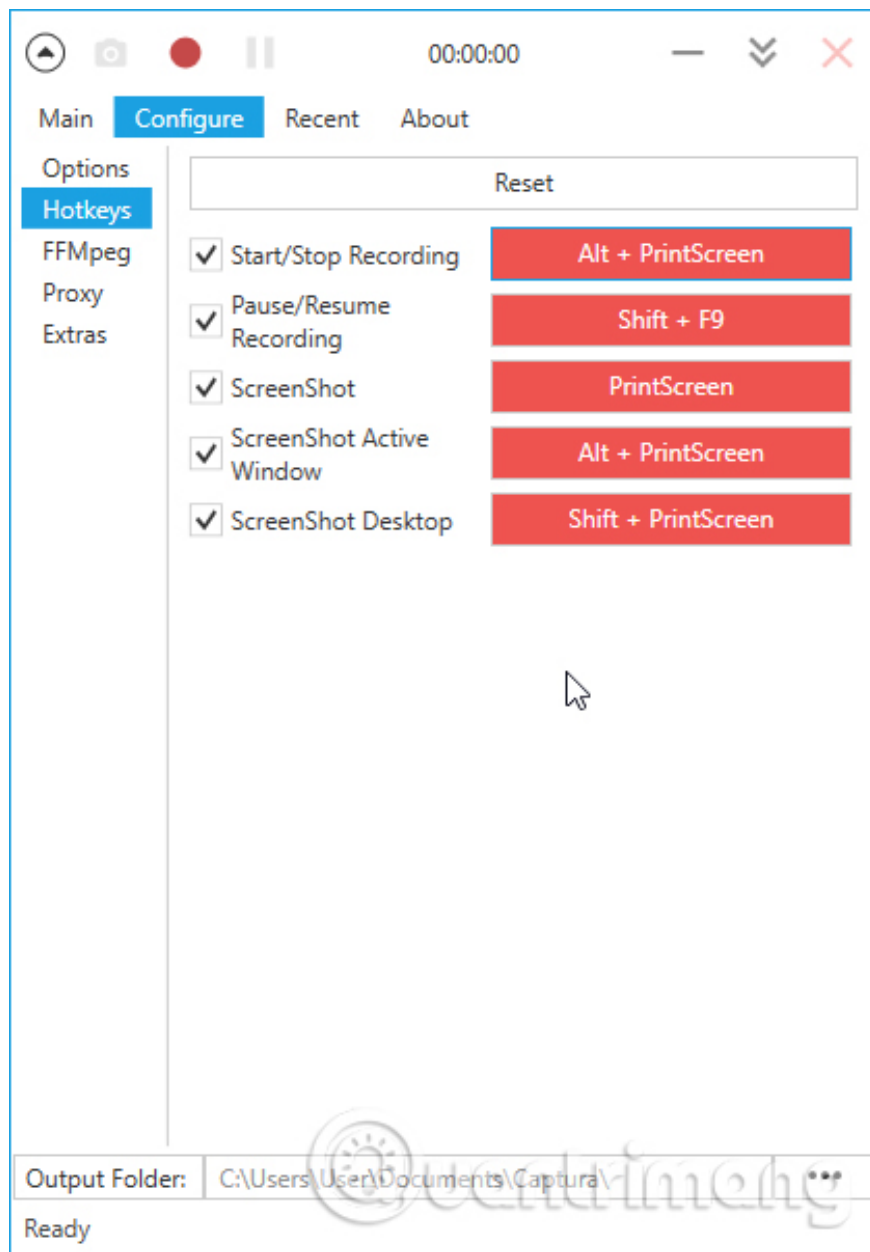 00:00:00
Main Configure Recent About
Options
Hotkeys
FFMpeg
Proxy
Extras
Reset
Start/Stop Recording Alt + PrintScreen
Pause/Resume
Recording Shift + F9
ScreenShot PrintScreen
ScreenShot Active
Window Alt + PrintScreen
ScreenShot Desktop Shift + PrintScreen
Output Folder: C:\Users\User\Documents\Captura\
Quantrimang
Ready